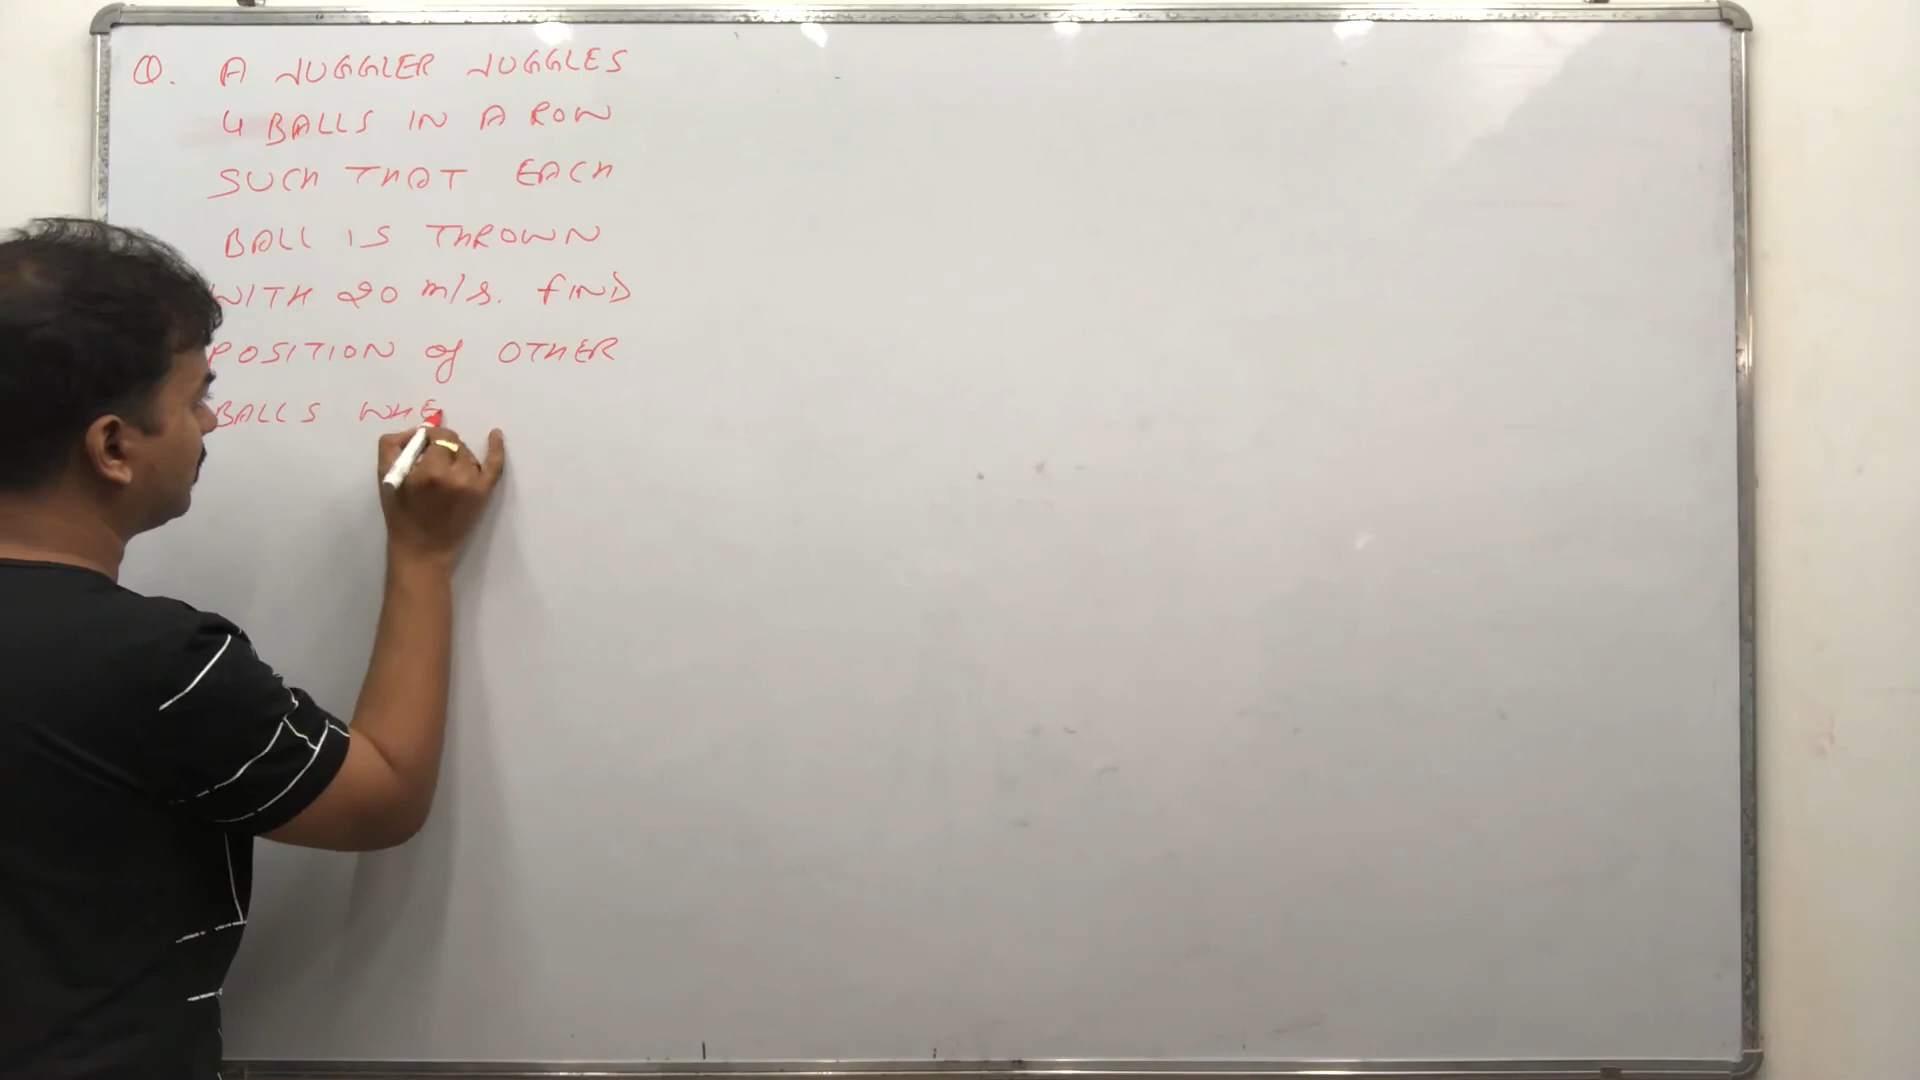 Q. A JUGGLER JUGGLES
4 BALLS IN A ROW
SUCH THAT EACH
BALL IS THROWN
WITH 20 m/s. FIND
POSITION of OTHER
BALLS WHE